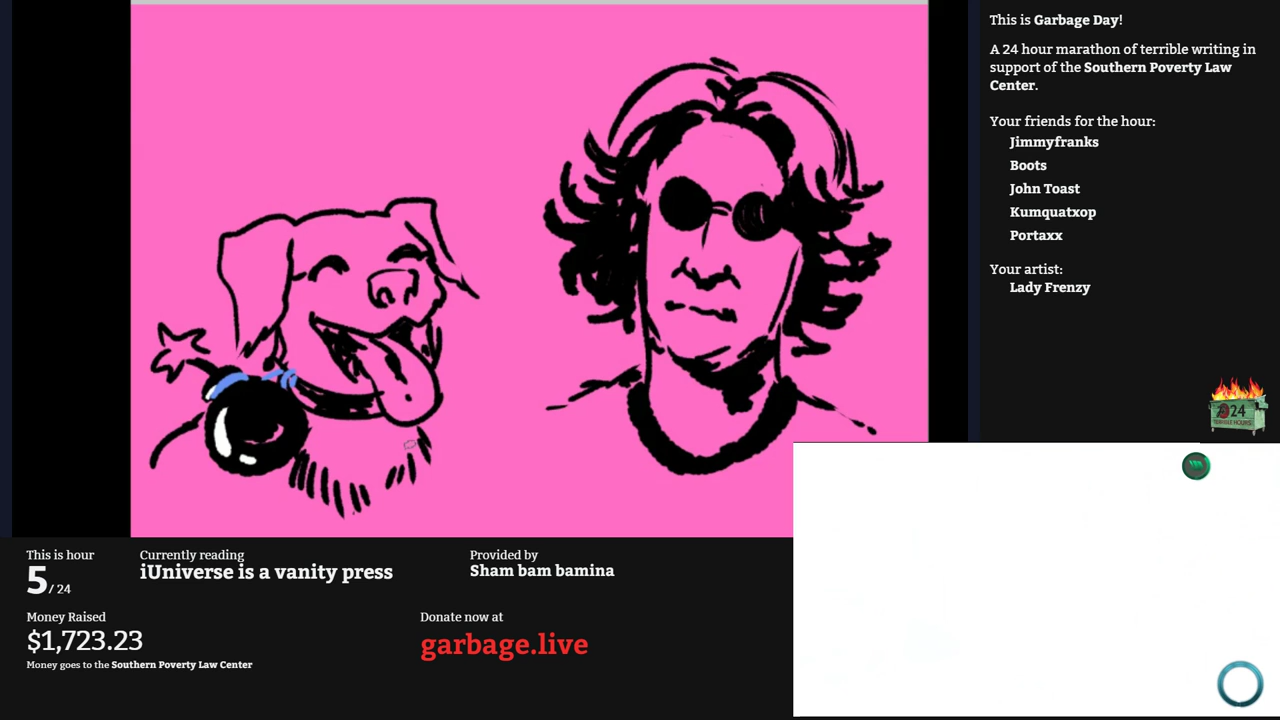 This is Garbage Day!
A 24 hour marathon of terrible writing in
support of the Southern Poverty Law
Center.
Your friends for the hour:
Jimmyfranks
Boots
John Toast
Kumquatxop
Portaxx
Your artist:
Lady Frenzy
24
TERRIBLE HOURS
This is hour
5 / 24
Currently reading
iUniverse is a vanity press
Provided by
Sham bam bamina
Money Raised
$1,723.23
Money goes to the Southern Poverty Law Center
Donate now at
garbage.live